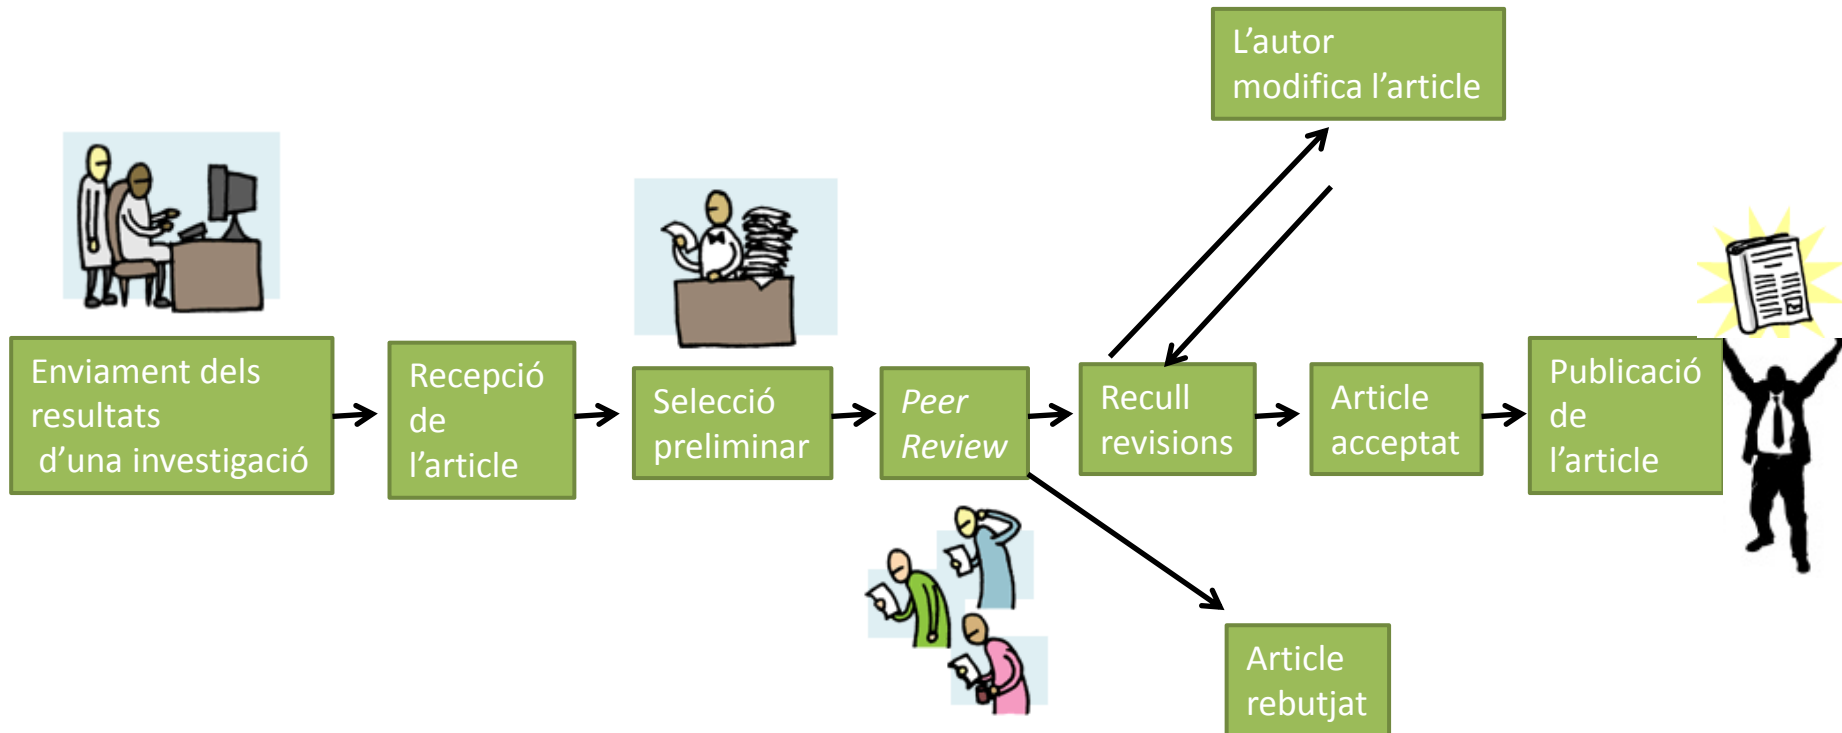 L’autor
modifica l’article
Enviament dels
resultats
d’una investigació
Recepció
de
l’article
Selecció
preliminar
Peer
Review
Recull
revisions
Article
acceptat
Publicació
de
l’article
Article
rebutjat